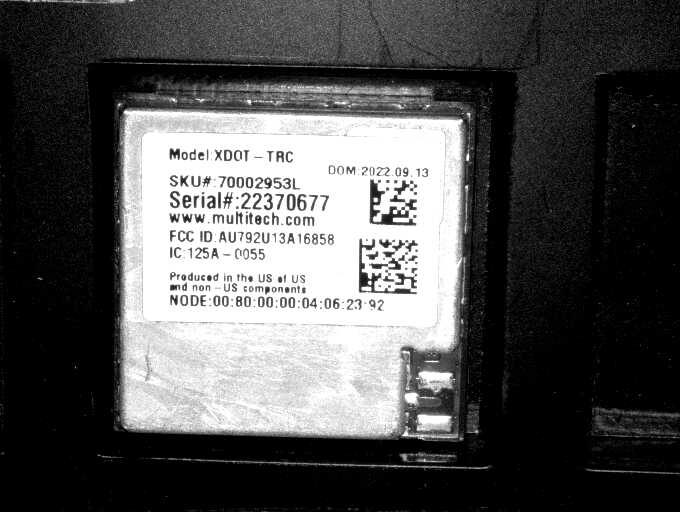 Model:XDOT-TRC
DOM:2022.09.13
SKU#:70002953L
Serial#:22370677
www.multitech.com
FCC ID:AU792U13A16858
IC:125A-0055
Produced in the US of US
and non-US components
NODE:00:80:00:00:04:06:23:92